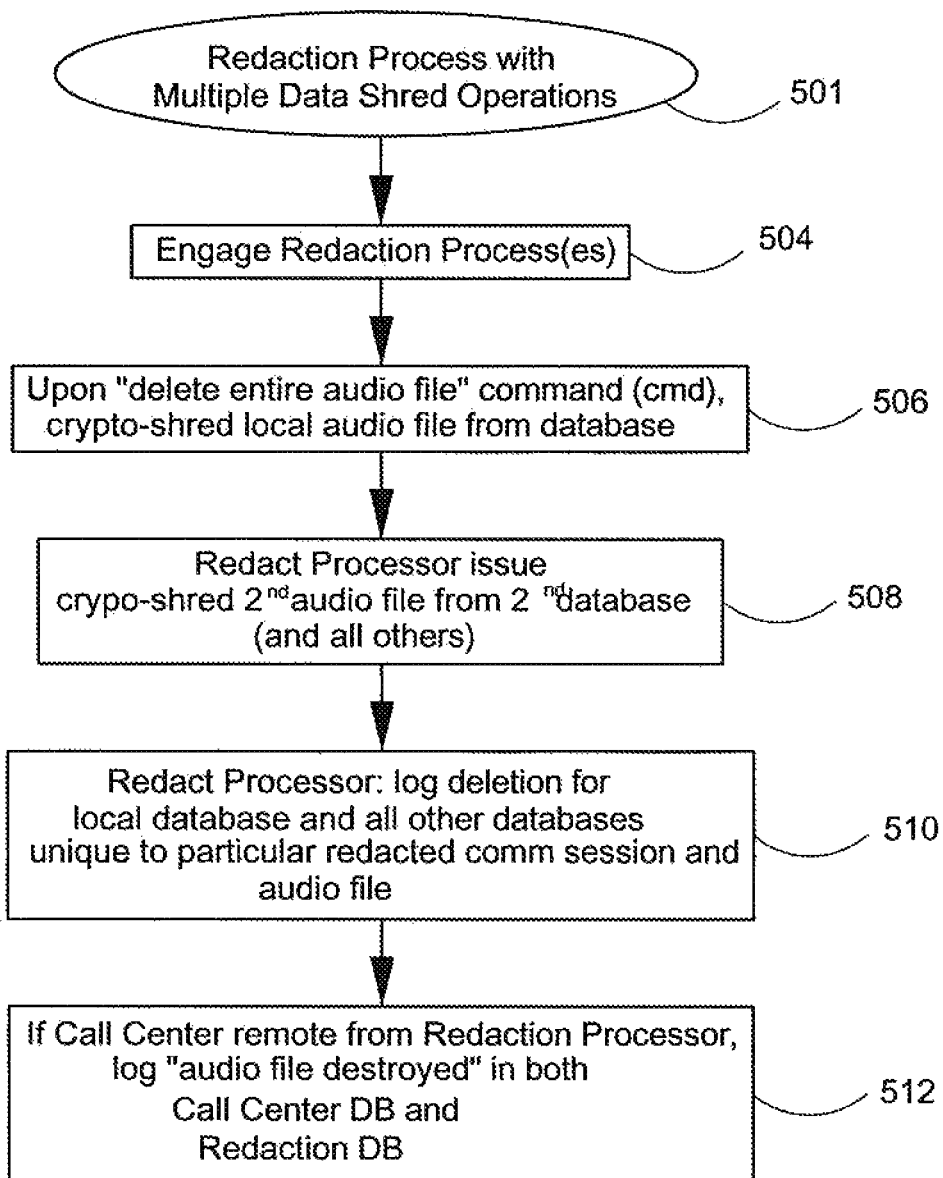 Redaction Process with
Multiple Data Shred Operations
501
Engage Redaction Process(es)
504
Upon "delete entire audio file" command (cmd),
crypto-shred local audio file from database
506
Redact Processor issue
crypo-shred 2nd audio file from 2nd database
(and all others)
508
Redact Processor: log deletion for
local database and all other databases
unique to particular redacted comm session and
audio file
510
If Call Center remote from Redaction Processor,
log "audio file destroyed" in both
Call Center DB and
Redaction DB
512